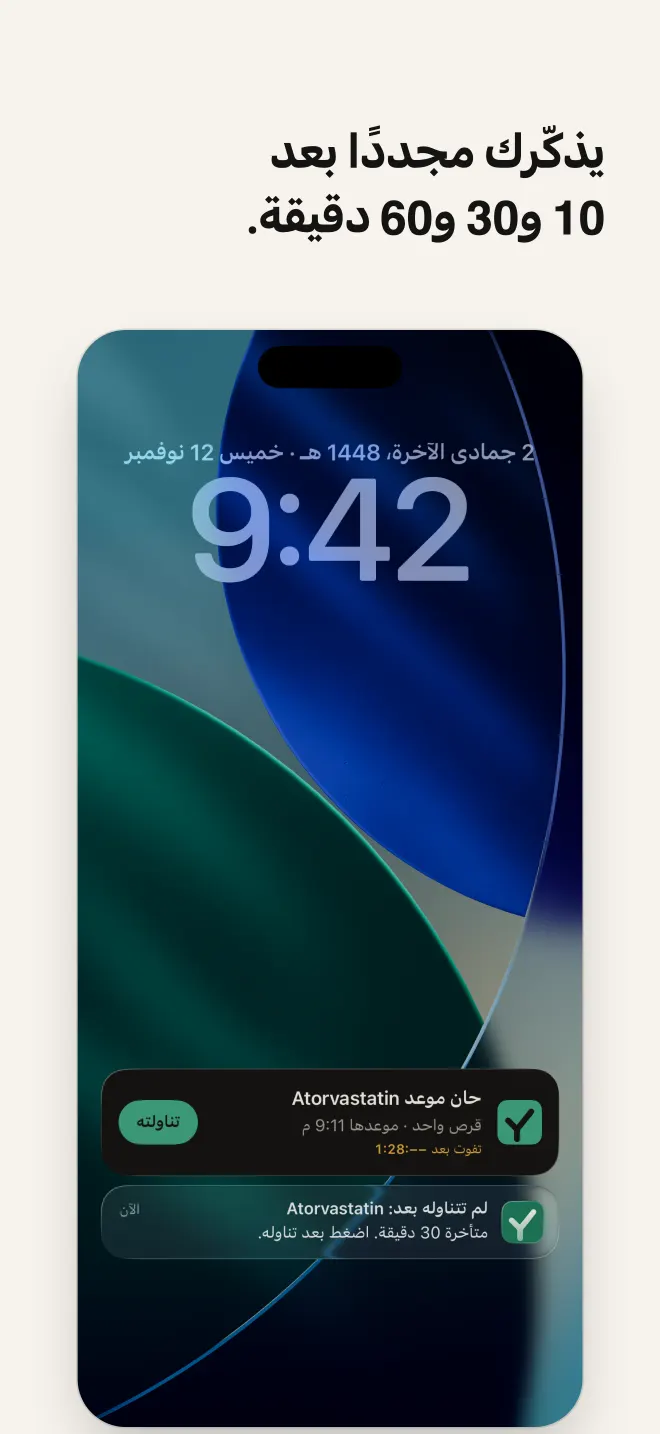 يذكّرك مجددًا بعد
10 و30 و60 دقيقة.
2 جمادى الآخرة، 1448 هـ · خميس 12 نوفمبر
9:42
حان موعد Atorvastatin
قرص واحد · موعدها 9:11 م
تفوت بعد ‎1:28:––
تناولته
لم تتناوله بعد: Atorvastatin
الآن
متأخرة 30 دقيقة. اضغط بعد تناوله.